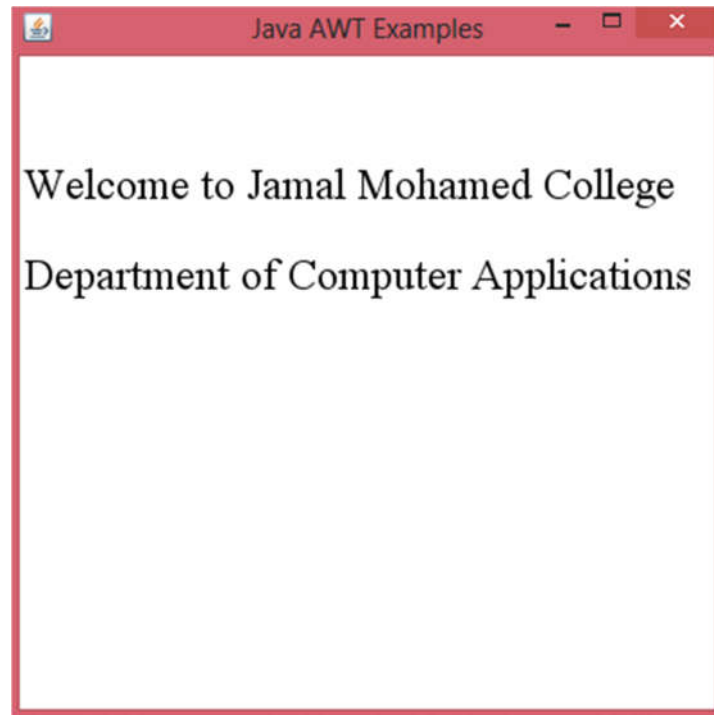 Java AWT Examples
Welcome to Jamal Mohamed College
Department of Computer Applications